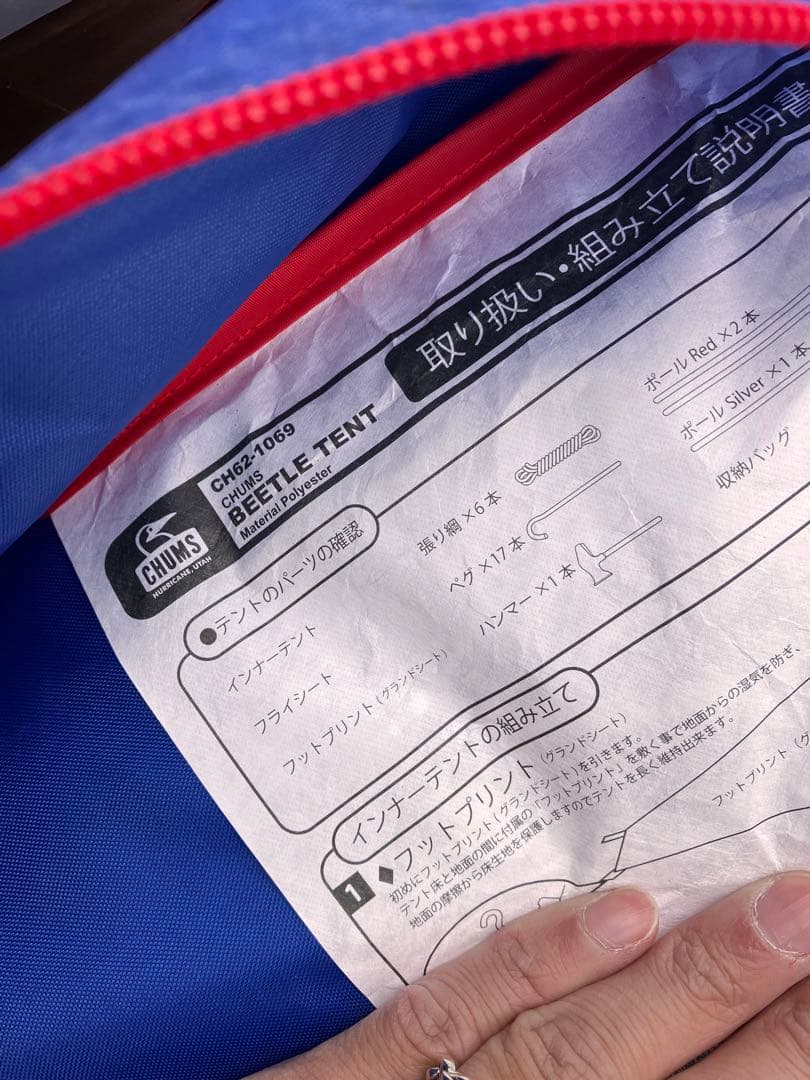 取り扱い・組み立て説明書
CH62-1069
CHUMS
BEETLE TENT
Material Polyester
CHUMS
HURRICANE, UTAH
●テントのパーツの確認
インナーテント
フライシート
フットプリント(グランドシート)
張り綱 ×6本
ペグ ×17本
ハンマー ×1本
ポール Red ×2本
ポール Silver ×1本
収納バッグ
インナーテントの組み立て
1 ◆フットプリント(グランドシート)
初めにフットプリント(グランドシート)を引きます。
テント床と地面の間に付属の「フットプリント」を敷く事で地面からの湿気を防ぎ、
地面の摩擦から床生地を保護しますのでテントを長く維持出来ます。
フットプリント(グ